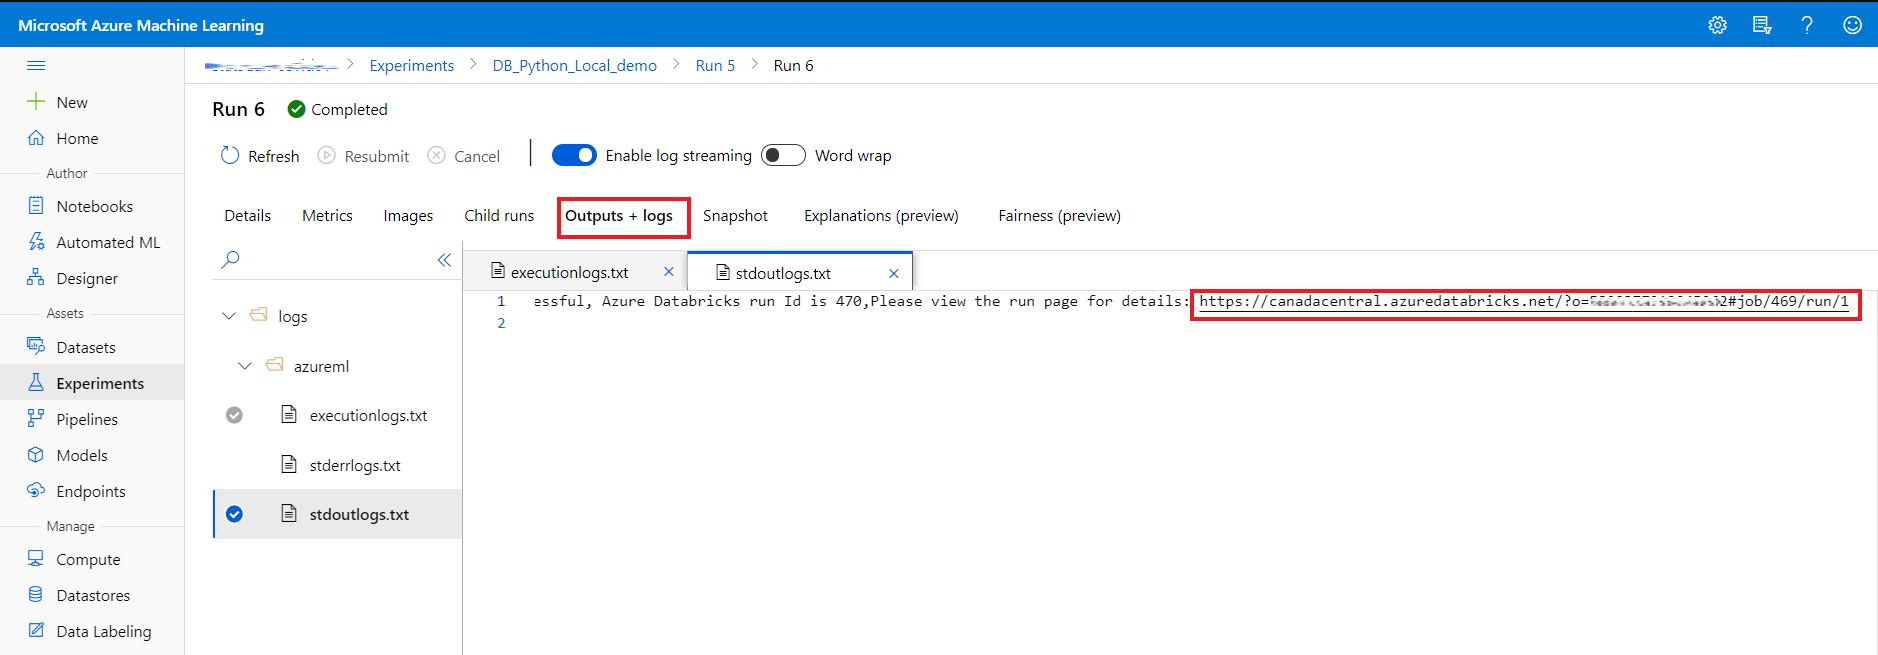 Microsoft Azure Machine Learning
Experiments > DB_Python_Local_demo > Run 5 > Run 6
New
Home
Author
Notebooks
Automated ML
Designer
Assets
Datasets
Experiments
Pipelines
Models
Endpoints
Manage
Compute
Datastores
Data Labeling
Run 6 Completed
Refresh Resubmit Cancel Enable log streaming Word wrap
Details Metrics Images Child runs Outputs + logs Snapshot Explanations (preview) Fairness (preview)
logs
azureml
executionlogs.txt
stderrlogs.txt
stdoutlogs.txt
executionlogs.txt stdoutlogs.txt
1 essful, Azure Databricks run Id is 470,Please view the run page for details: https://canadacentral.azuredatabricks.net/?o= 2#job/469/run/1
2